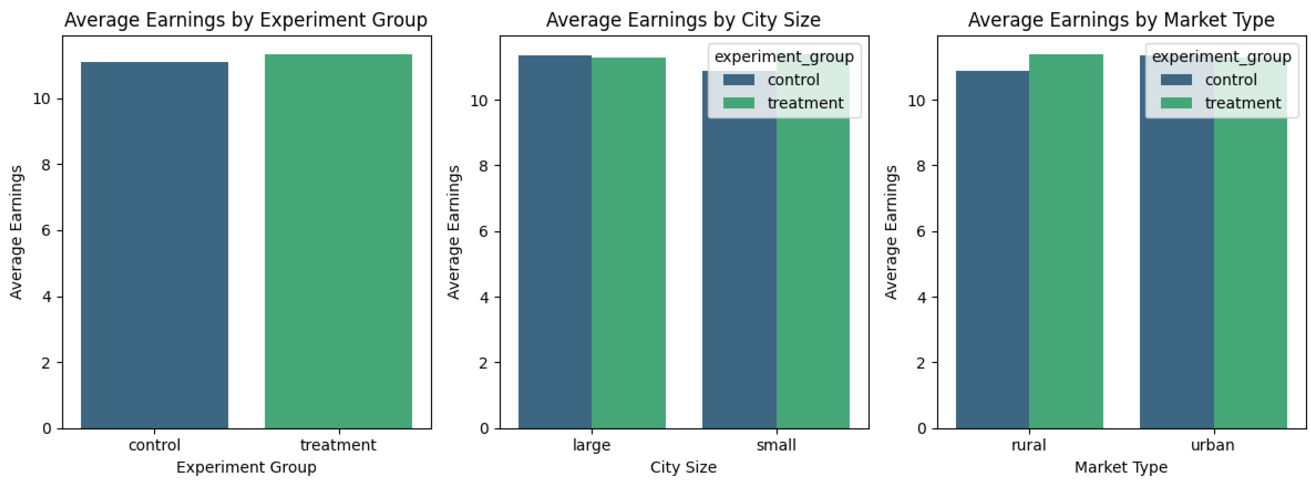 Average Earnings by Experiment Group
Average Earnings
10
8
6
4
2
0
control
treatment
Experiment Group
Average Earnings by City Size
experiment_group
control
treatment
Average Earnings
10
8
6
4
2
0
large
small
City Size
Average Earnings by Market Type
experiment_group
control
treatment
Average Earnings
10
8
6
4
2
0
rural
urban
Market Type